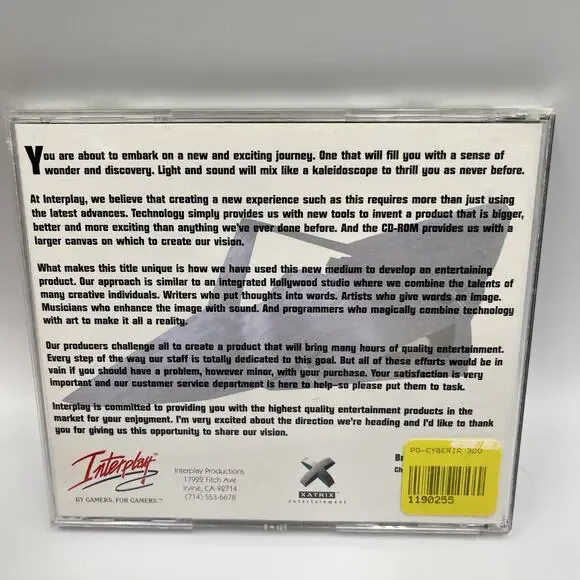 You are about to embark on a new and exciting journey. One that will fill you with a sense of
wonder and discovery. Light and sound will mix like a kaleidoscope to thrill you as never before.
At Interplay, we believe that creating a new experience such as this requires more than just using
the latest advances. Technology simply provides us with new tools to invent a product that is bigger,
better and more exciting than anything we've ever done before. And the CD-ROM provides us with a
larger canvas on which to create our vision.
What makes this title unique is how we have used this new medium to develop an entertaining
product. Our approach is similar to an integrated Hollywood studio where we combine the talents of
many creative individuals. Writers who put thoughts into words. Artists who give words an image.
Musicians who enhance the image with sound. And programmers who magically combine technology
with art to make it all a reality.
Our producers challenge all to create a product that will bring many hours of quality entertainment.
Every step of the way our staff is totally dedicated to this goal. But all of these efforts would be in
vain if you should have a problem, however minor, with your purchase. Your satisfaction is very
important and our customer service department is here to help–so please put them to task.
Interplay is committed to providing you with the highest quality entertainment products in the
market for your enjoyment. I'm very excited about the direction we're heading and I'd like to thank
you for giving us this opportunity to share our vision.
Interplay™
BY GAMERS. FOR GAMERS.™
Interplay Productions
17922 Fitch Ave
Irvine, CA 92714
(714) 553-6678
XATRIX
entertainment
Br
Ch
PO-CYBERIA 3DO
1190255